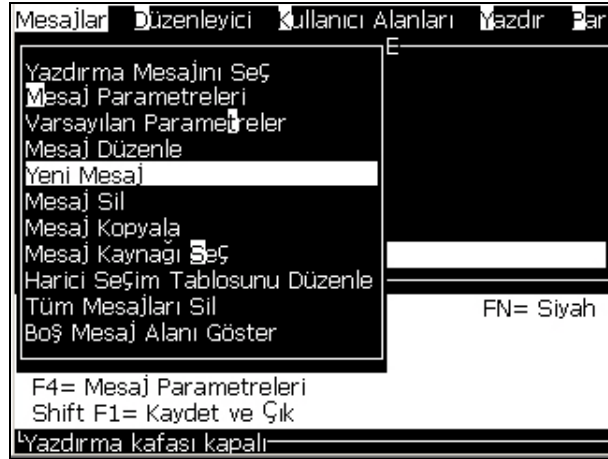 Mesajlar Düzenleyici Kullanıcı Alanları Yazdır Par
E
Yazdırma Mesajını Seç
Mesaj Parametreleri
Varsayılan Parametreler
Mesaj Düzenle
Yeni Mesaj
Mesaj Sil
Mesaj Kopyala
Mesaj Kaynağı Seç
Harici Seçim Tablosunu Düzenle
Tüm Mesajları Sil
FN= Siyah
Boş Mesaj Alanı Göster
F4= Mesaj Parametreleri
Shift F1= Kaydet ve Çık
Yazdırma kafası kapalı